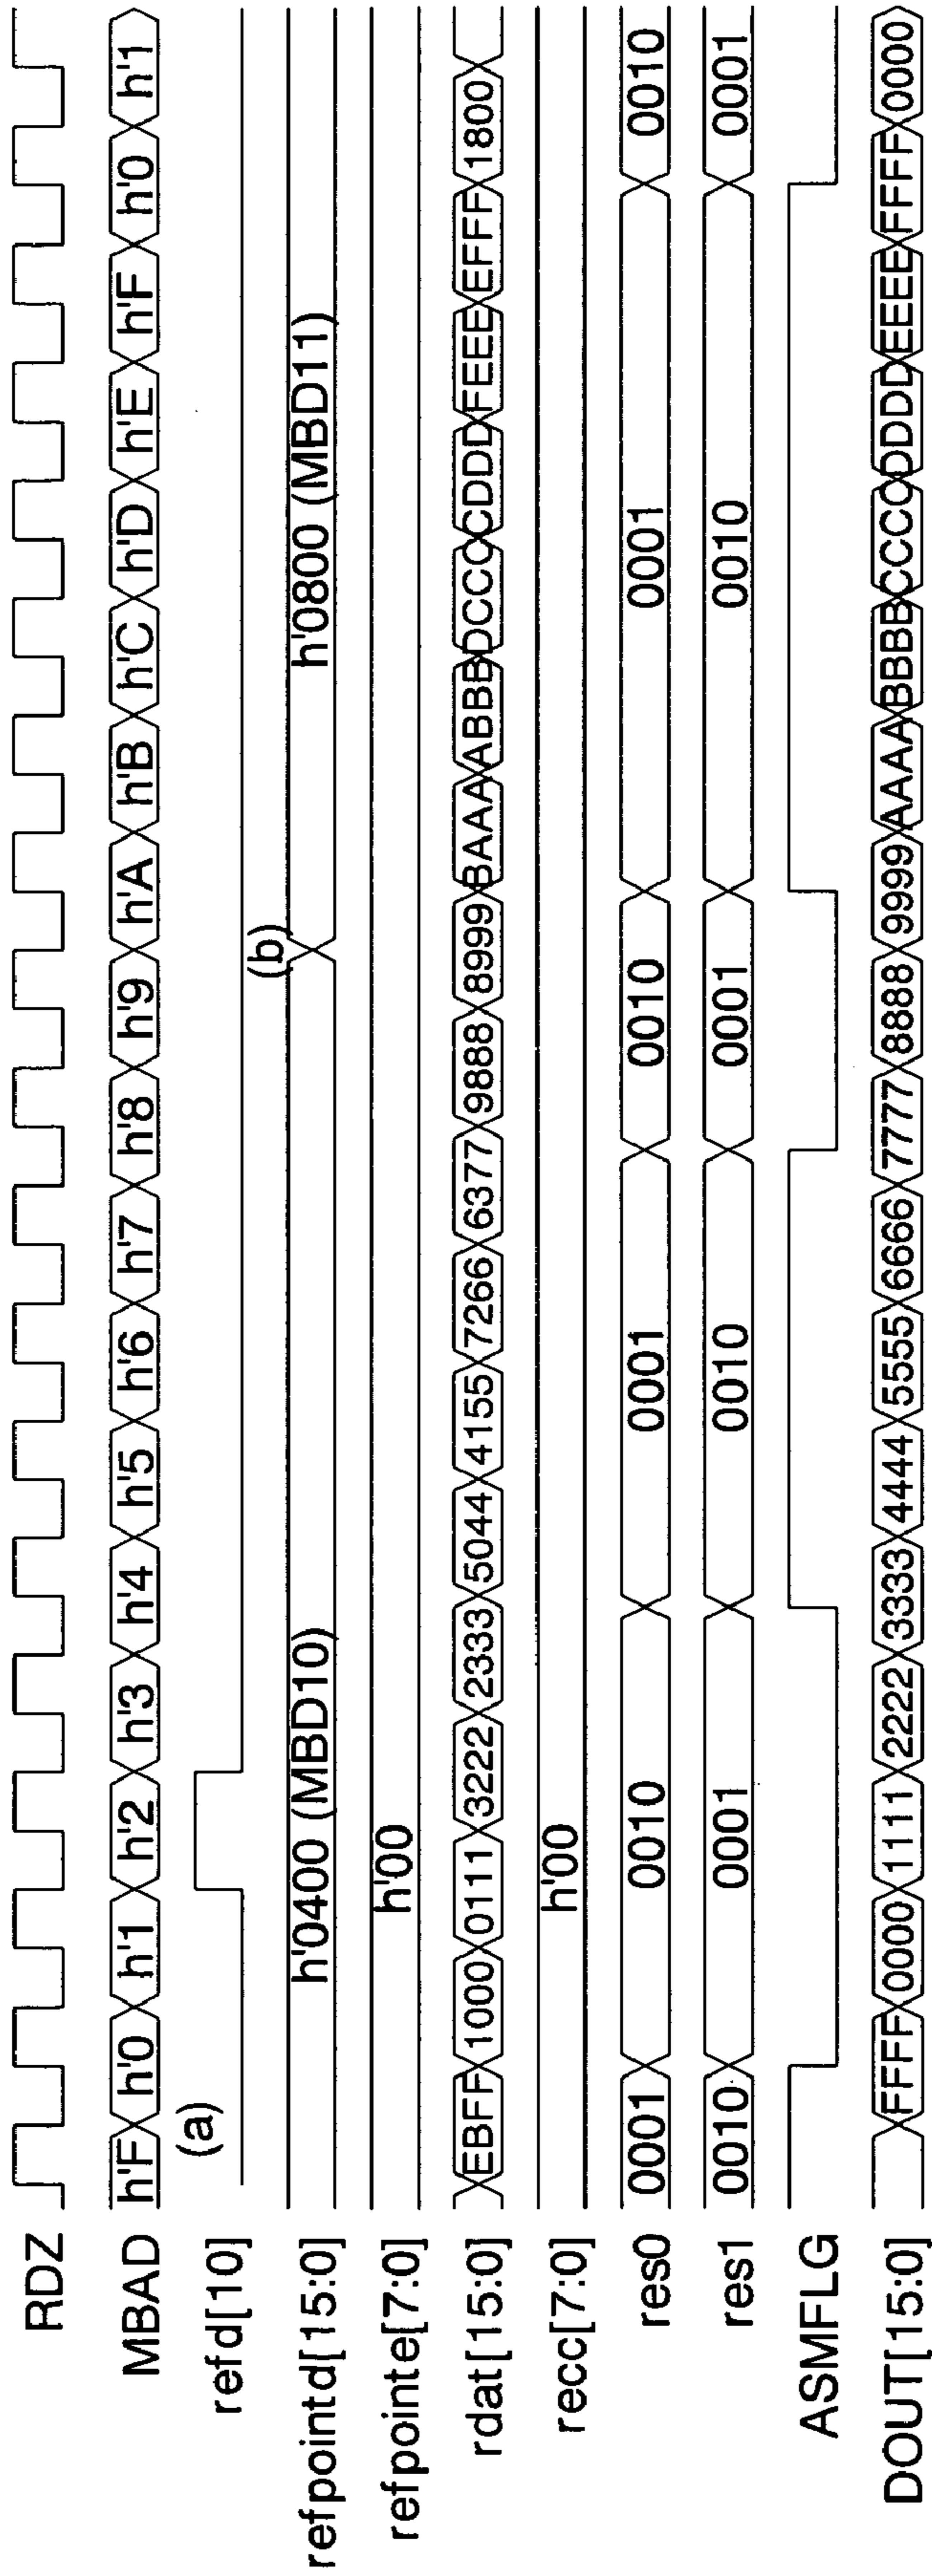 RDZ
MBAD h'F h'0 h'1 h'2 h'3 h'4 h'5 h'6 h'7 h'8 h'9 h'A h'B h'C h'D h'E h'F h'0 h'1
refd[10] (a)
(b)
refpointd[15:0] h'0400 (MBD10) h'0800 (MBD11)
refpointe[7:0] h'00
rdat[15:0] EBFF 1000 0111 3222 2333 5044 4155 7266 6377 9888 8999 BAAA ABBB DCCC CDDD FEEE EFFF 1800
recc[7:0] h'00
res0 0001 0010 0001 0010 0001 0010
res1 0010 0001 0010 0001 0010 0001
ASMFLG
DOUT[15:0] FFFF 0000 1111 2222 3333 4444 5555 6666 7777 8888 9999 AAAA BBBB CCCC DDDD EEEE FFFF 0000